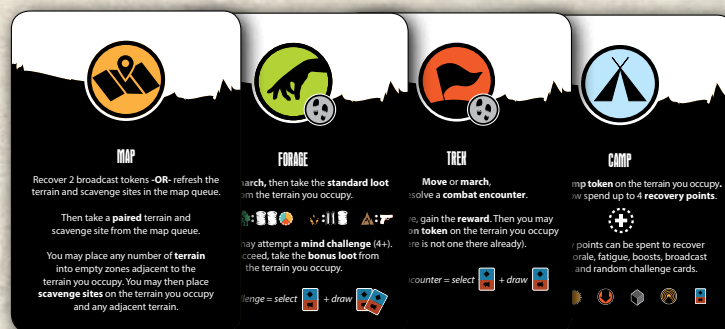 MAP
Recover 2 broadcast tokens -OR- refresh the
terrain and scavenge sites in the map queue.
Then take a paired terrain and
scavenge site from the map queue.
You may place any number of terrain
into empty zones adjacent to the
terrain you occupy. You may then place
scavenge sites on the terrain you occupy
and any adjacent terrain.
FORAGE
then take the standard loot
the terrain you occupy.
may attempt a mind challenge (4+).
take the bonus loot from
the terrain you occupy.
= select + draw
TREK
Move or march,
a combat encounter.
gain the reward. Then you may
token on the terrain you occupy
is not one there already).
= select + draw
CAMP
token on the terrain you occupy.
spend up to 4 recovery points.
points can be spent to recover
fatigue, boosts, broadcast
and random challenge cards.